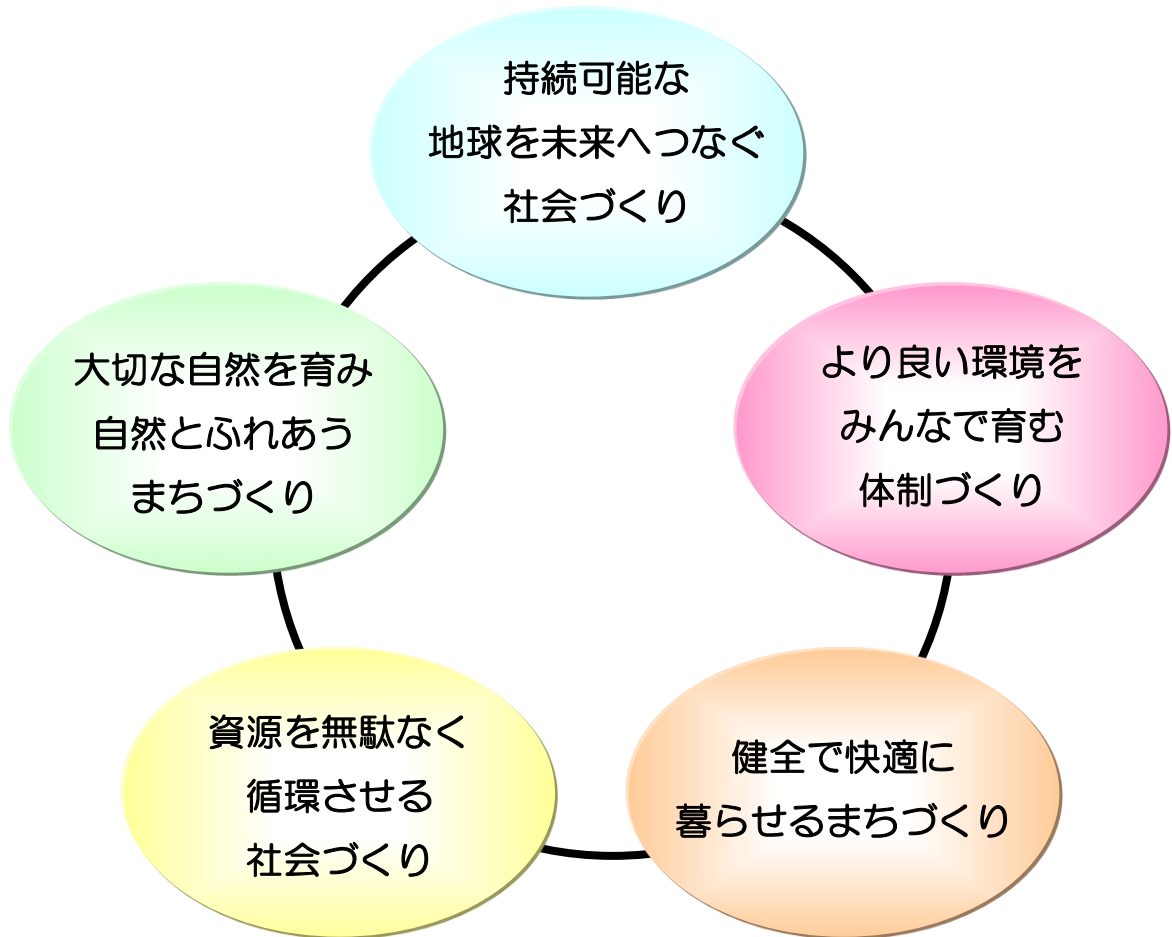 持続可能な
地球を未来へつなぐ
社会づくり
大切な自然を育み
自然とふれあう
まちづくり
より良い環境を
みんなで育む
体制づくり
資源を無駄なく
循環させる
社会づくり
健全で快適に
暮らせるまちづくり